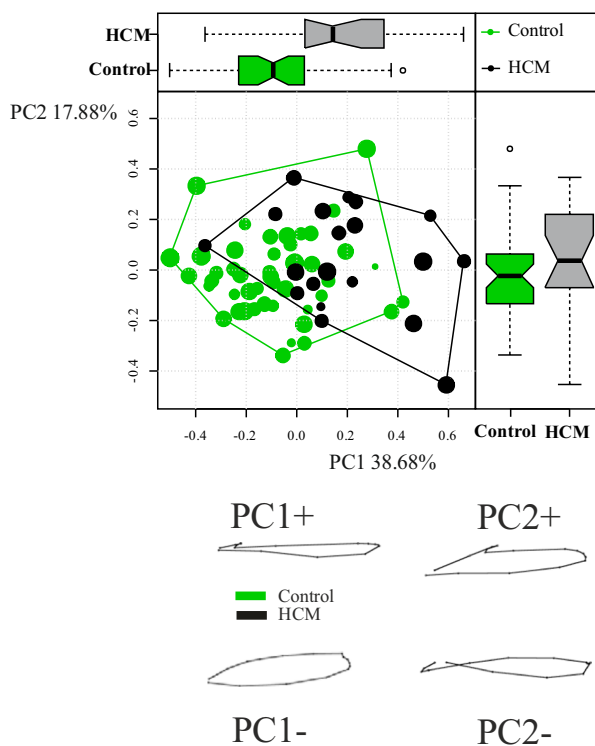 HCM
Control
Control
HCM
PC2 17.88%
0.6
0.4
0.2
0.0
-0.2
-0.4
-0.4
-0.2
0.0
0.2
0.4
0.6
Control
HCM
PC1 38.68%
PC1+
PC2+
Control
HCM
PC1-
PC2-